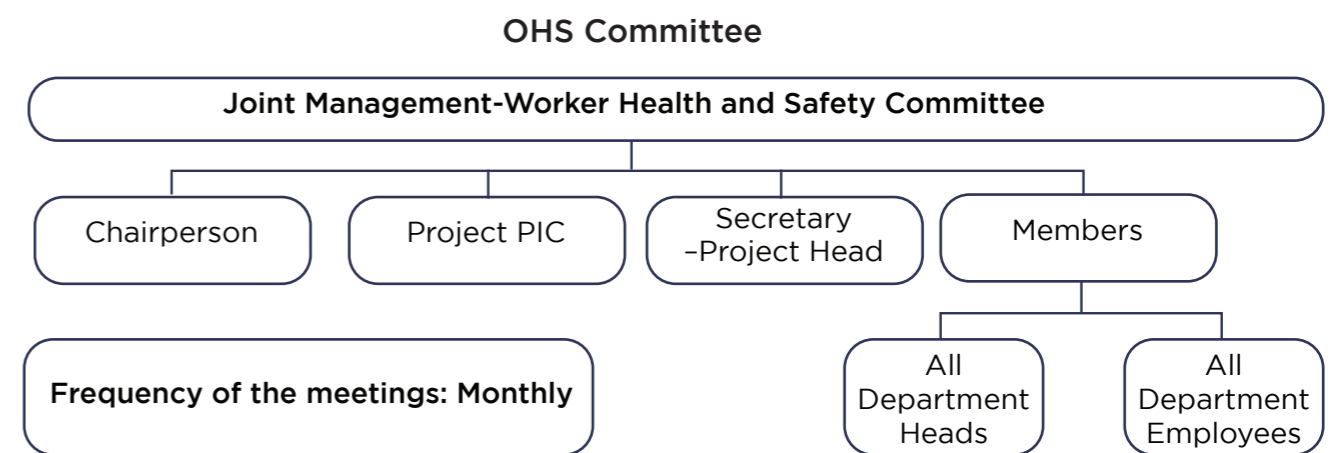 OHS Committee
Joint Management-Worker Health and Safety Committee
Chairperson
Project PIC
Secretary
–Project Head
Members
Frequency of the meetings: Monthly
All
Department
Heads
All
Department
Employees